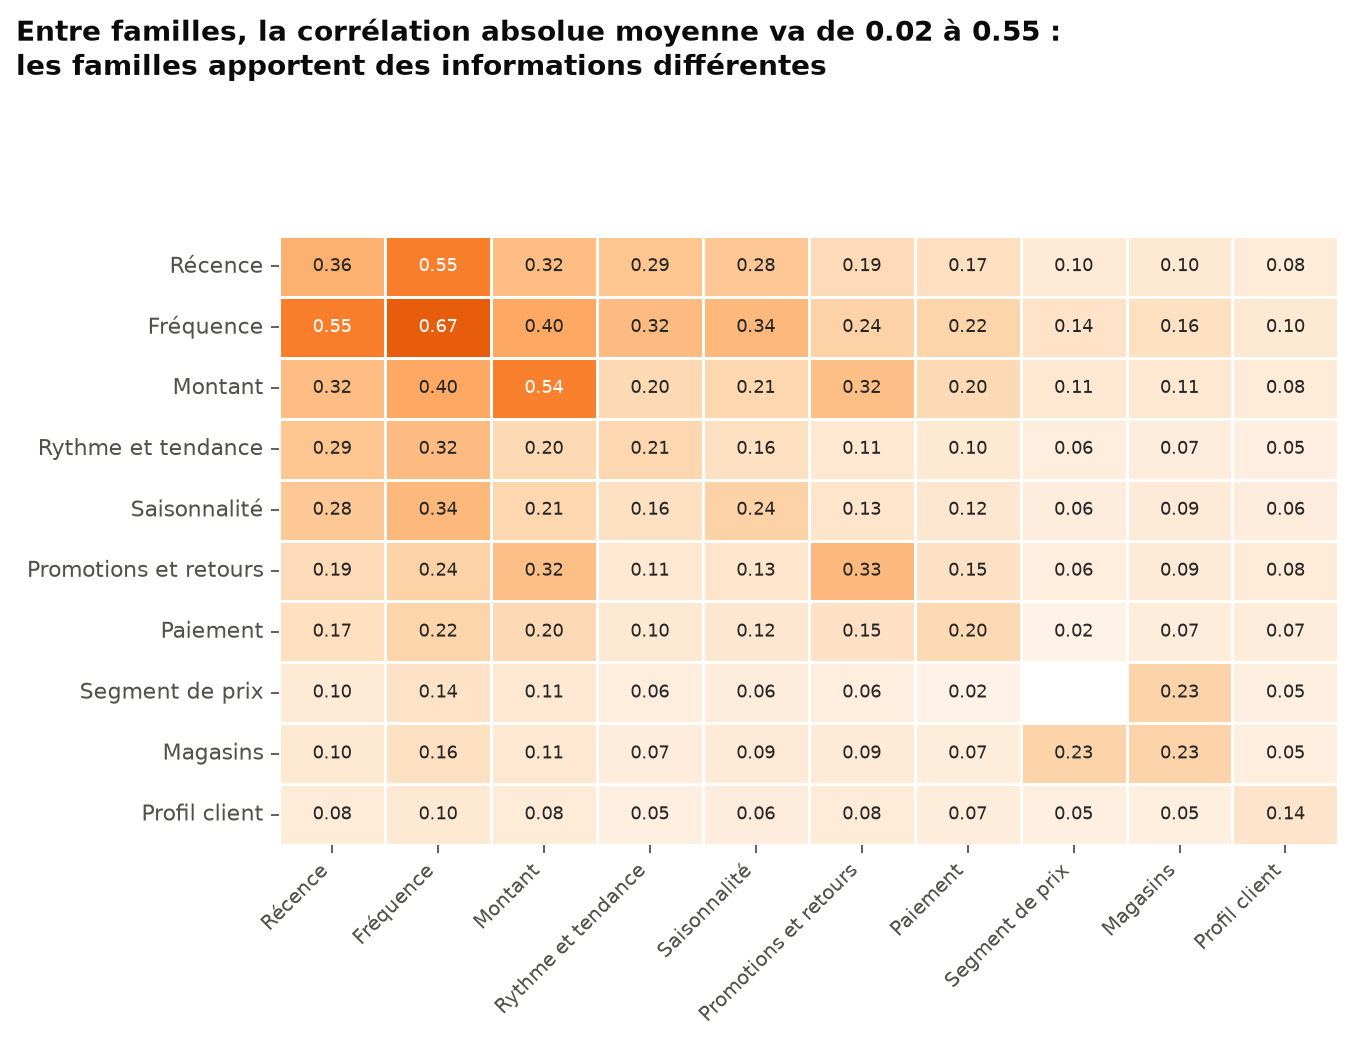 Entre familles, la corrélation absolue moyenne va de 0.02 à 0.55 :
les familles apportent des informations différentes
Récence 0.36 0.55 0.32 0.29 0.28 0.19 0.17 0.10 0.10 0.08
Fréquence 0.55 0.67 0.40 0.32 0.34 0.24 0.22 0.14 0.16 0.10
Montant 0.32 0.40 0.54 0.20 0.21 0.32 0.20 0.11 0.11 0.08
Rythme et tendance 0.29 0.32 0.20 0.21 0.16 0.11 0.10 0.06 0.07 0.05
Saisonnalité 0.28 0.34 0.21 0.16 0.24 0.13 0.12 0.06 0.09 0.06
Promotions et retours 0.19 0.24 0.32 0.11 0.13 0.33 0.15 0.06 0.09 0.08
Paiement 0.17 0.22 0.20 0.10 0.12 0.15 0.20 0.02 0.07 0.07
Segment de prix 0.10 0.14 0.11 0.06 0.06 0.06 0.02 0.23 0.05
Magasins 0.10 0.16 0.11 0.07 0.09 0.09 0.07 0.23 0.23 0.05
Profil client 0.08 0.10 0.08 0.05 0.06 0.08 0.07 0.05 0.05 0.14
Récence
Fréquence
Montant
Rythme et tendance
Saisonnalité
Promotions et retours
Paiement
Segment de prix
Magasins
Profil client